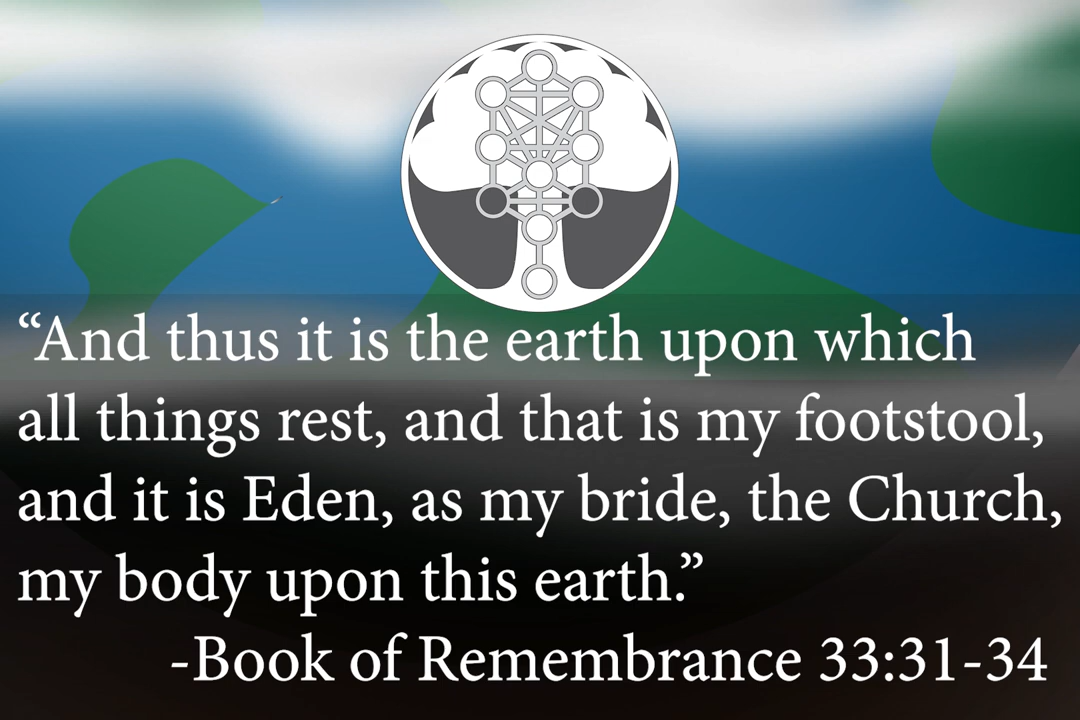 “And thus it is the earth upon which
all things rest, and that is my footstool,
and it is Eden, as my bride, the Church,
my body upon this earth.”
-Book of Remembrance 33:31-34